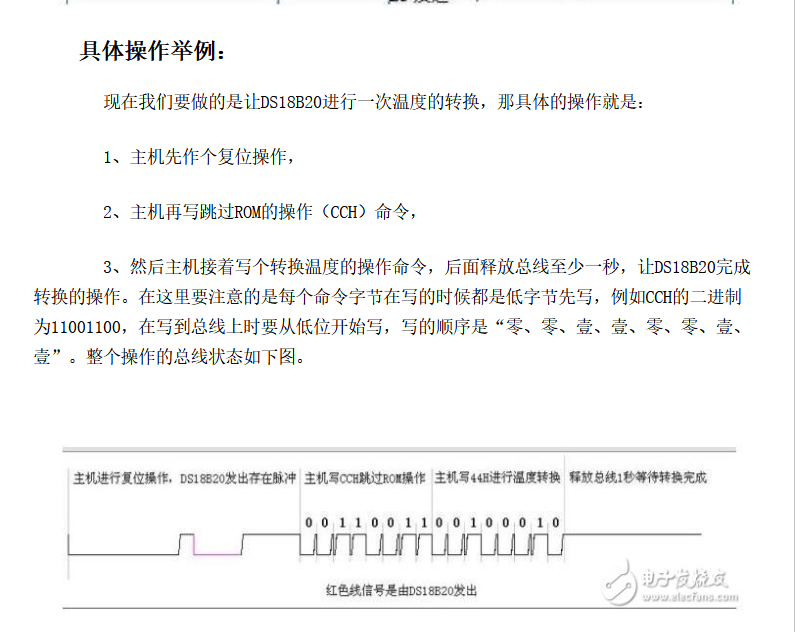 具体操作举例：
现在我们要做的是让DS18B20进行一次温度的转换，那具体的操作就是：
1、主机先作个复位操作，
2、主机再写跳过ROM的操作（CCH）命令，
3、然后主机接着写个转换温度的操作命令，后面释放总线至少一秒，让DS18B20完成
转换的操作。在这里要注意的是每个命令字节在写的时候都是低字节先写，例如CCH的二进制
为11001100，在写到总线上时要从低位开始写，写的顺序是“零、零、壹、壹、零、零、壹、
壹”。整个操作的总线状态如下图。
主机进行复位操作，DS18B20发出存在脉冲 主机写CCH跳过ROM操作 主机写44H进行温度转换 释放总线1秒等待转换完成
0 0 1 1 0 0 1 1 0 0 1 0 0 0 1 0
红色线信号是由DS18B20发出
电子发烧友
www.elecfans.com